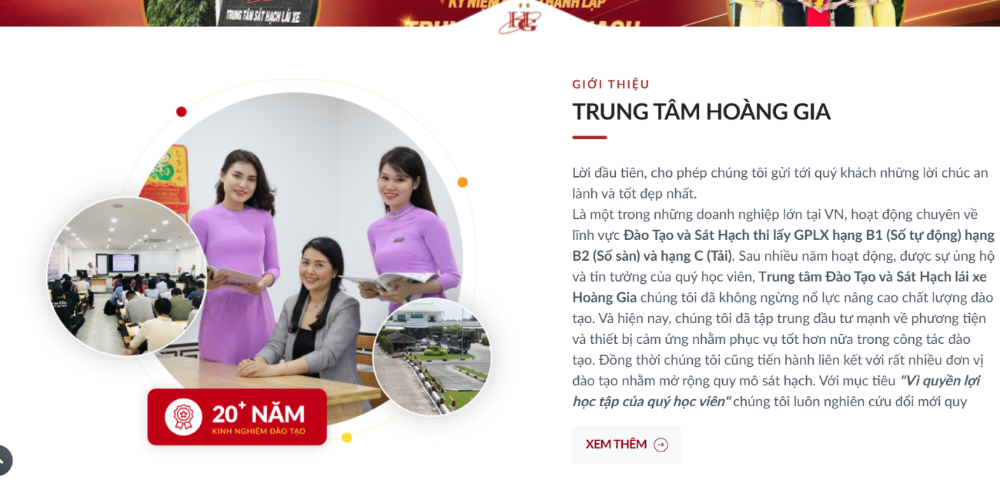 TRUNG TÂM SÁT HẠCH LÁI XE
HG
GIỚI THIỆU
TRUNG TÂM HOÀNG GIA
Lời đầu tiên, cho phép chúng tôi gửi tới quý khách những lời chúc an
lành và tốt đẹp nhất.
Là một trong những doanh nghiệp lớn tại VN, hoạt động chuyên về
lĩnh vực Đào Tạo và Sát Hạch thi lấy GPLX hạng B1 (Số tự động) hạng
B2 (Số sàn) và hạng C (Tải). Sau nhiều năm hoạt động, được sự ủng hộ
và tin tưởng của quý học viên, Trung tâm Đào Tạo và Sát Hạch lái xe
Hoàng Gia chúng tôi đã không ngừng nổ lực nâng cao chất lượng đào
tạo. Và hiện nay, chúng tôi đã tập trung đầu tư mạnh về phương tiện
và thiết bị cảm ứng nhằm phục vụ tốt hơn nữa trong công tác đào
tạo. Đồng thời chúng tôi cũng tiến hành liên kết với rất nhiều đơn vị
đào tạo nhằm mở rộng quy mô sát hạch. Với mục tiêu "Vì quyền lợi
học tập của quý học viên" chúng tôi luôn nghiên cứu đổi mới quy
XEM THÊM
20+ NĂM
KINH NGHIỆM ĐÀO TẠO